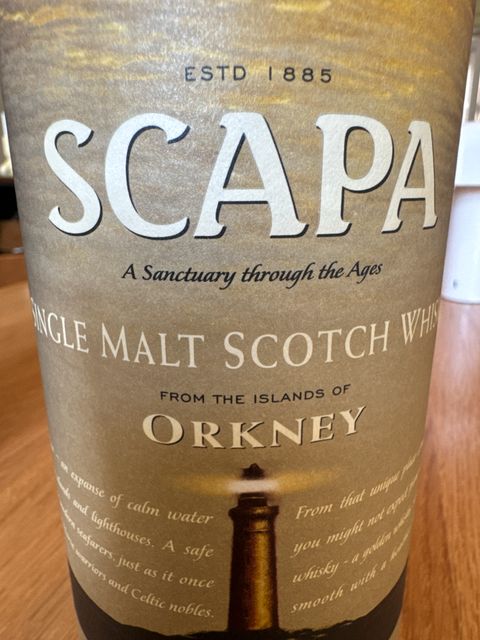 ESTD 1885
SCAPA
A Sanctuary through the Ages
SINGLE MALT SCOTCH
FROM THE ISLANDS OF
ORKNEY
an expanse of calm water
and lighthouses. A safe
seafarers, just as it once
warriors and Celtic nobles.
From that unique
you might not expect
whisky - a golden
smooth with a